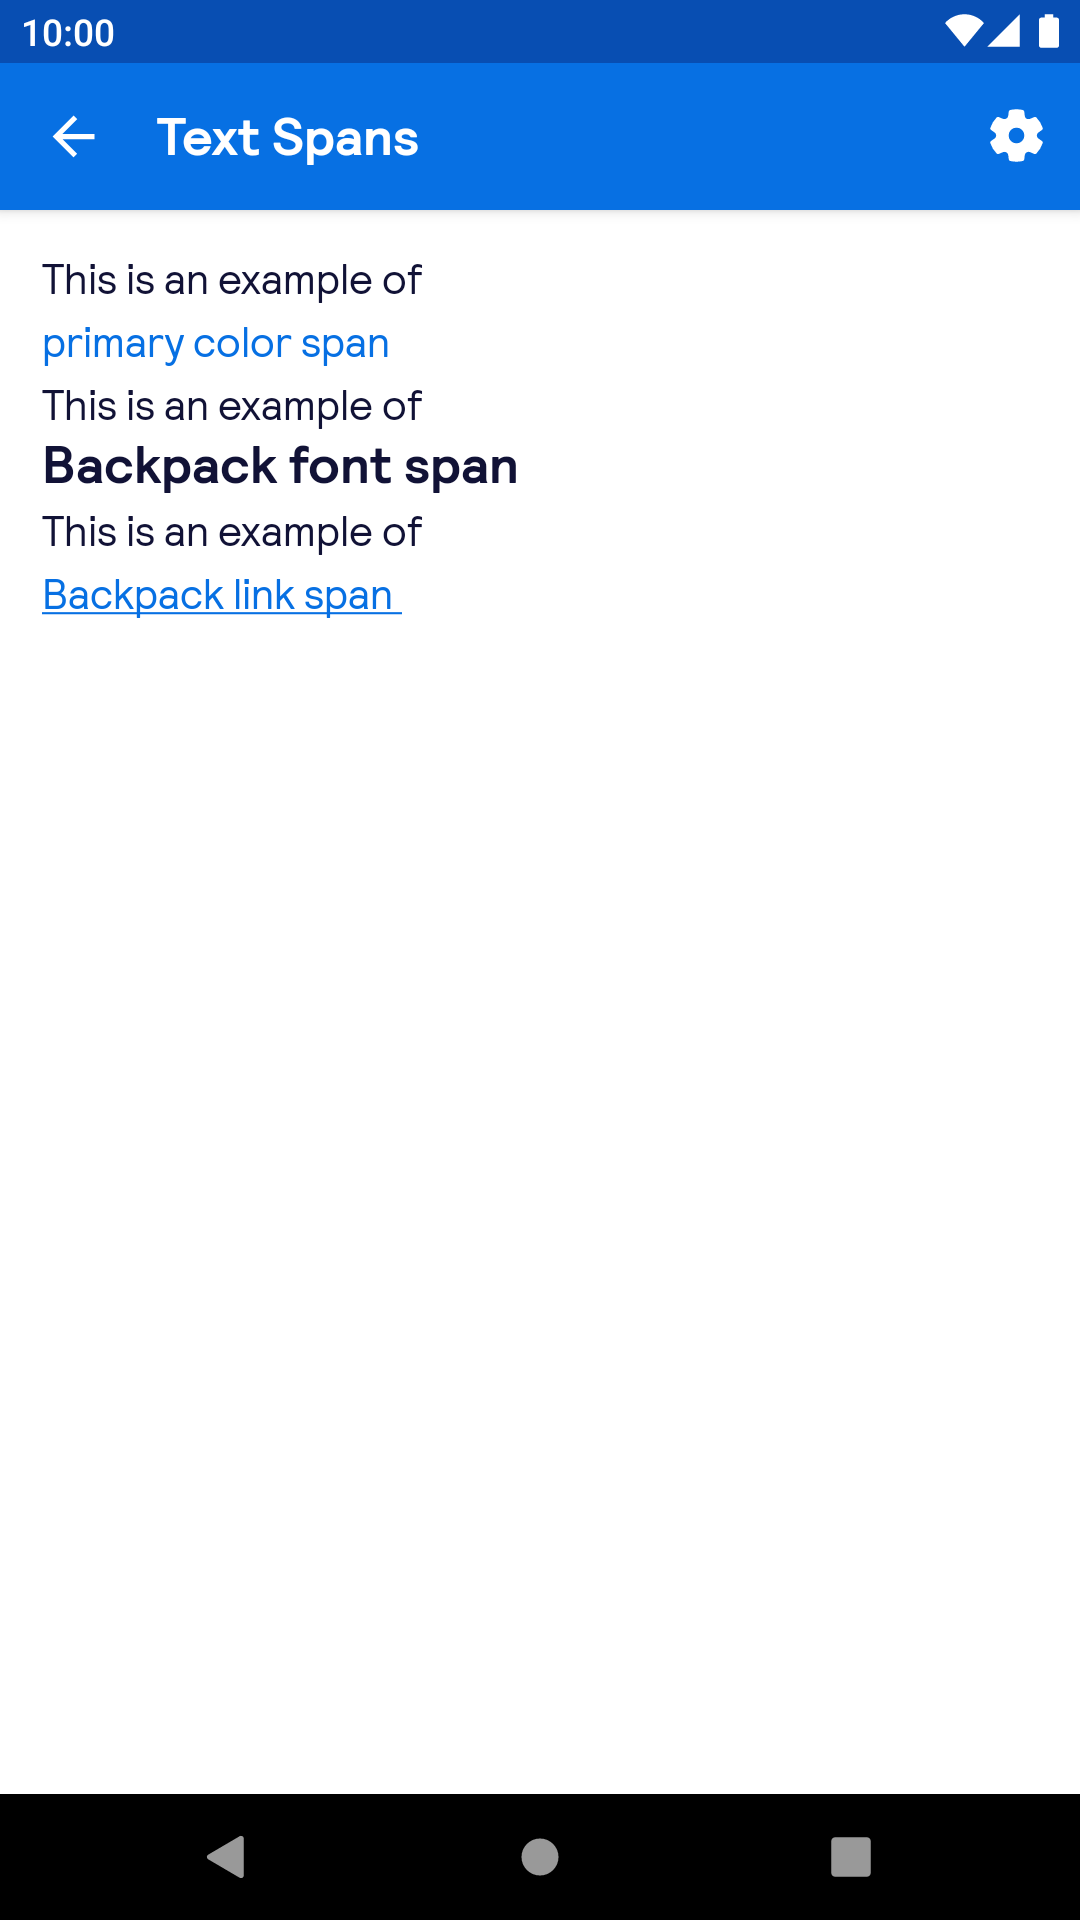 10:00
Text Spans
This is an example of
primary color span
This is an example of
Backpack font span
This is an example of
Backpack link span